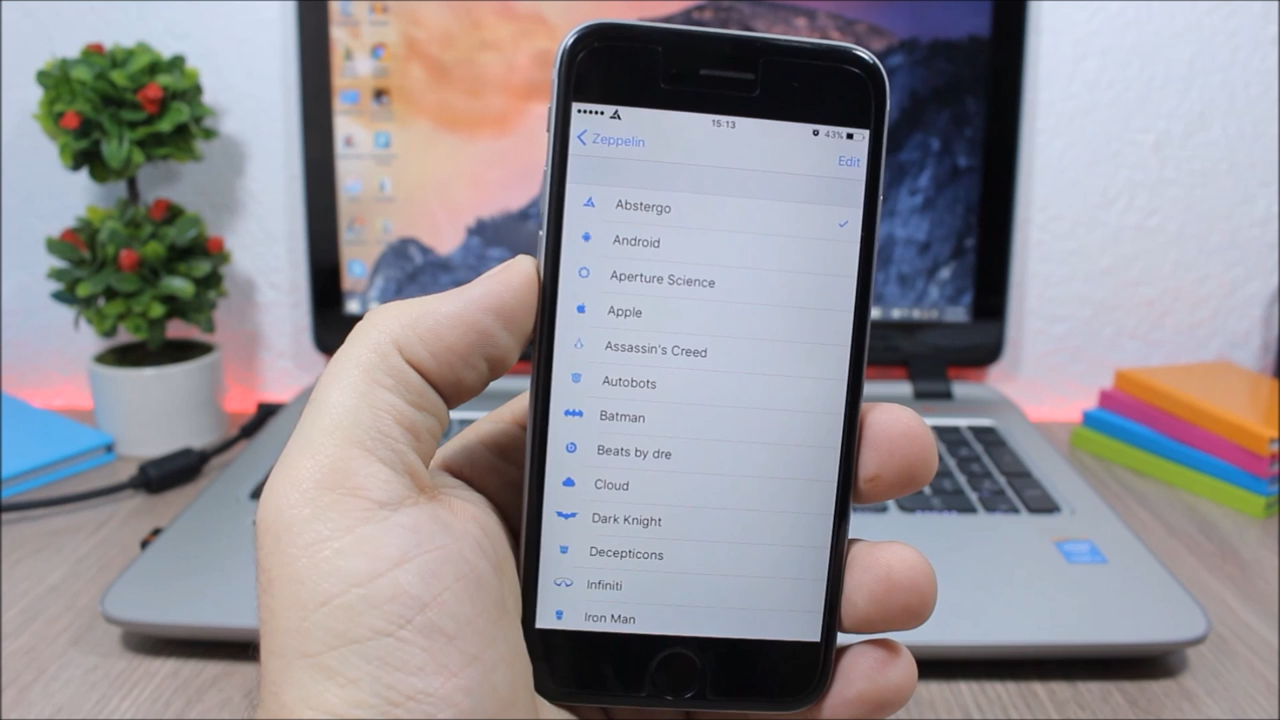 15:13
43%
Zeppelin
Edit
Abstergo
Android
Aperture Science
Apple
Assassin's Creed
Autobots
Batman
Beats by dre
Cloud
Dark Knight
Decepticons
Infiniti
Iron Man